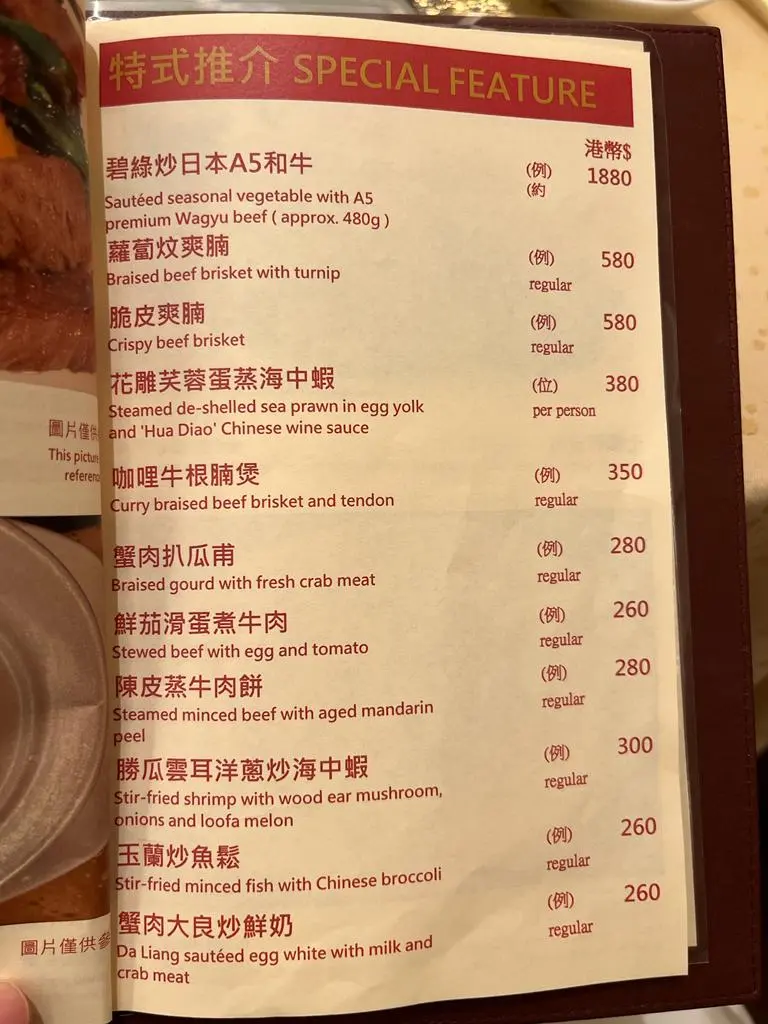 特式推介 SPECIAL FEATURE
港幣$
碧綠炒日本A5和牛 (例) 1880
(約
Sautéed seasonal vegetable with A5
premium Wagyu beef ( approx. 480g )
蘿蔔炆爽腩 (例) 580
Braised beef brisket with turnip regular
脆皮爽腩 (例) 580
Crispy beef brisket regular
花雕芙蓉蛋蒸海中蝦 (位) 380
Steamed de-shelled sea prawn in egg yolk per person
and 'Hua Diao' Chinese wine sauce
咖哩牛根腩煲 (例) 350
Curry braised beef brisket and tendon regular
蟹肉扒瓜甫 (例) 280
Braised gourd with fresh crab meat regular
鮮茄滑蛋煮牛肉 (例) 260
Stewed beef with egg and tomato regular
陳皮蒸牛肉餅 (例) 280
Steamed minced beef with aged mandarin regular
peel
勝瓜雲耳洋蔥炒海中蝦 (例) 300
Stir-fried shrimp with wood ear mushroom, regular
onions and loofa melon
玉蘭炒魚鬆 (例) 260
Stir-fried minced fish with Chinese broccoli regular
蟹肉大良炒鮮奶 (例) 260
Da Liang sautéed egg white with milk and regular
crab meat
圖片僅供
This picture
referenc
圖片僅供參